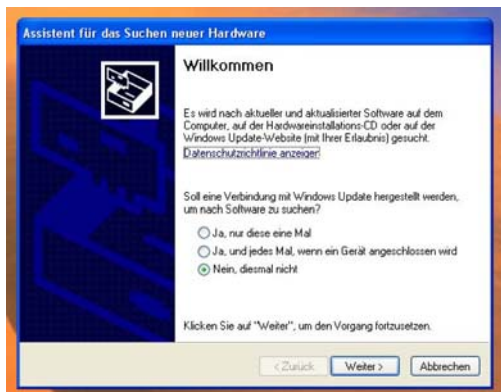 Assistent für das Suchen neuer Hardware
Willkommen
Es wird nach aktueller und aktualisierter Software auf dem
Computer, auf der Hardwareinstallations-CD oder auf der
Windows Update-Website (mit Ihrer Erlaubnis) gesucht.
Datenschutzrichtlinie anzeigen
Soll eine Verbindung mit Windows Update hergestellt werden,
um nach Software zu suchen?
Ja, nur diese eine Mal
Ja, und jedes Mal, wenn ein Gerät angeschlossen wird
Nein, diesmal nicht
Klicken Sie auf "Weiter", um den Vorgang fortzusetzen.
< Zurück Weiter > Abbrechen